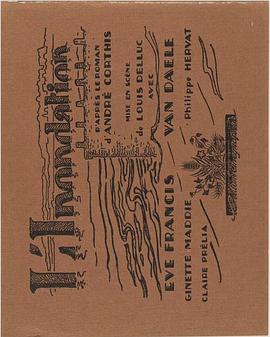 L'Inondation
D'APRÈS LE ROMAN
d'ANDRÉ CORTHIS
MISE EN SCÈNE
de LOUIS DELLUC
AVEC
EVE FRANCIS VAN DAELE
GINETTE MADDIE Philippe HERVAT
CLAIRE PRÉLIA